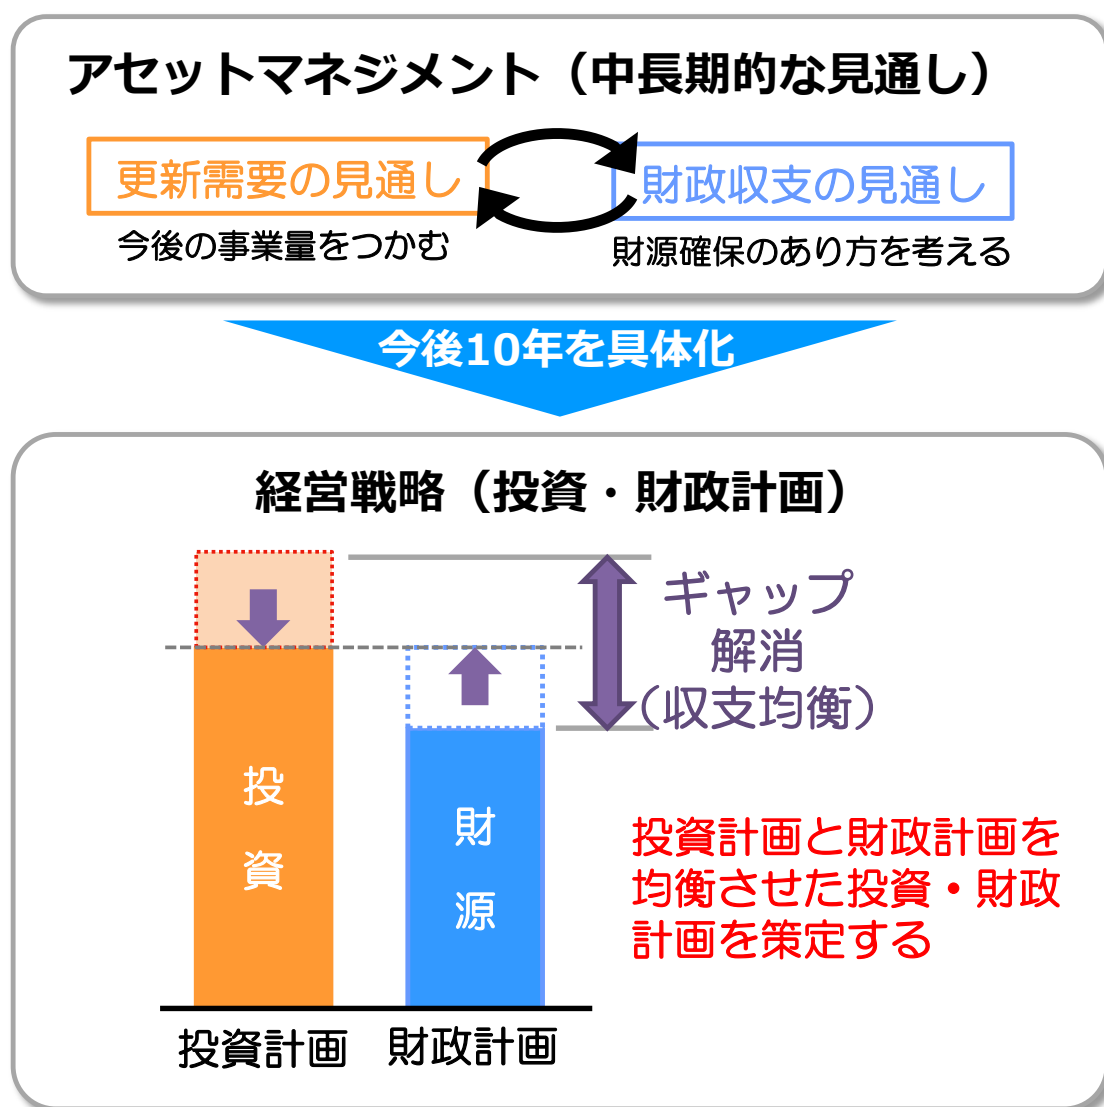 アセットマネジメント（中長期的な見通し）
更新需要の見通し
財政収支の見通し
今後の事業量をつかむ
財源確保のあり方を考える
今後10年を具体化
経営戦略（投資・財政計画）
ギャップ
解消
（収支均衡）
投資
財源
投資計画と財政計画を
均衡させた投資・財政
計画を策定する
投資計画
財政計画